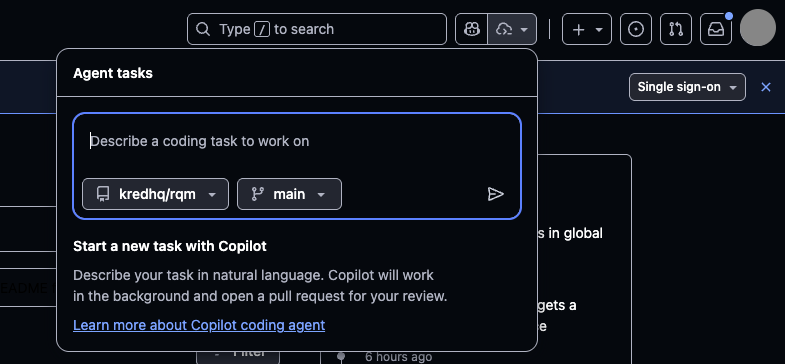 Type / to search
Agent tasks
Single sign-on
Describe a coding task to work on
kredhq/rqm
main
s in global
Start a new task with Copilot
Describe your task in natural language. Copilot will work
in the background and open a pull request for your review.
gets a
e
Learn more about Copilot coding agent
Filter
6 hours ago